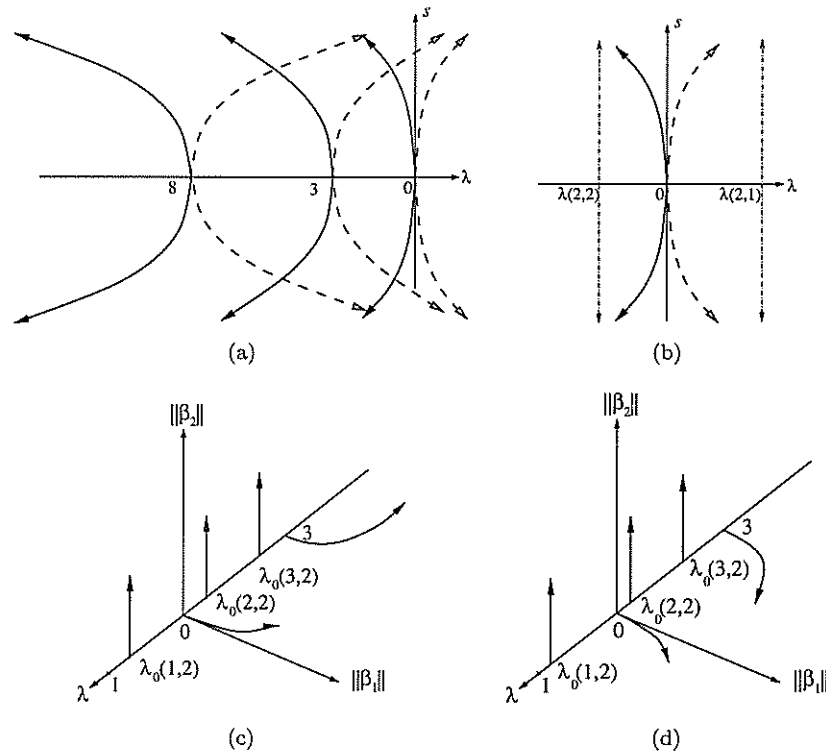 s
8
3
0
λ
(a)
s
λ(2,2)
0
λ(2,1)
λ
(b)
||β₂||
3
λ₀(3,2)
λ₀(2,2)
0
λ₀(1,2)
1
λ
||β₁||
(c)
||β₂||
3
λ₀(3,2)
λ₀(2,2)
0
λ₀(1,2)
1
λ
||β₁||
(d)